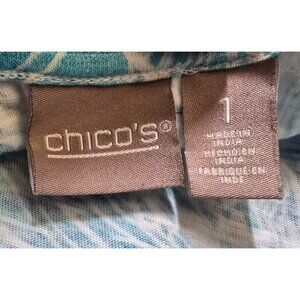 chico's®
1
MADE IN
INDIA
HECHO EN
INDIA
FABRIQUÉ EN
INDE